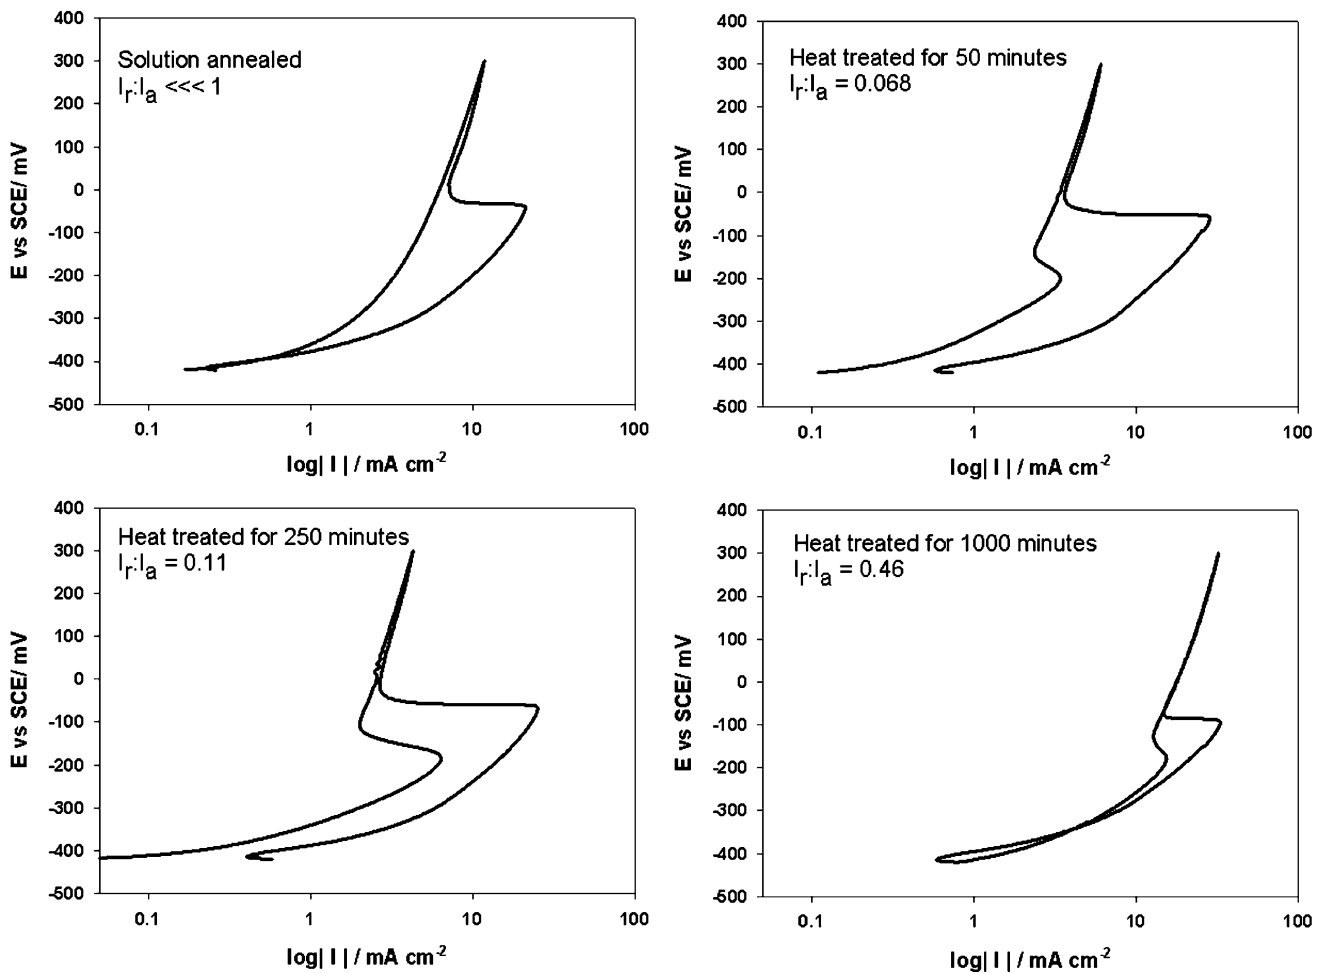 400
300
200
100
0
-100
-200
-300
-400
-500
E vs SCE/ mV
Solution annealed
Ir:Ia <<< 1
0.1 1 10 100
log| I | / mA cm-2
400
300
200
100
0
-100
-200
-300
-400
-500
E vs SCE/ mV
Heat treated for 50 minutes
Ir:Ia = 0.068
0.1 1 10 100
log| I | / mA cm-2
400
300
200
100
0
-100
-200
-300
-400
-500
E vs SCE/ mV
Heat treated for 250 minutes
Ir:Ia = 0.11
0.1 1 10 100
log| I | / mA cm-2
400
300
200
100
0
-100
-200
-300
-400
-500
E vs SCE/ mV
Heat treated for 1000 minutes
Ir:Ia = 0.46
0.1 1 10 100
log| I | / mA cm-2